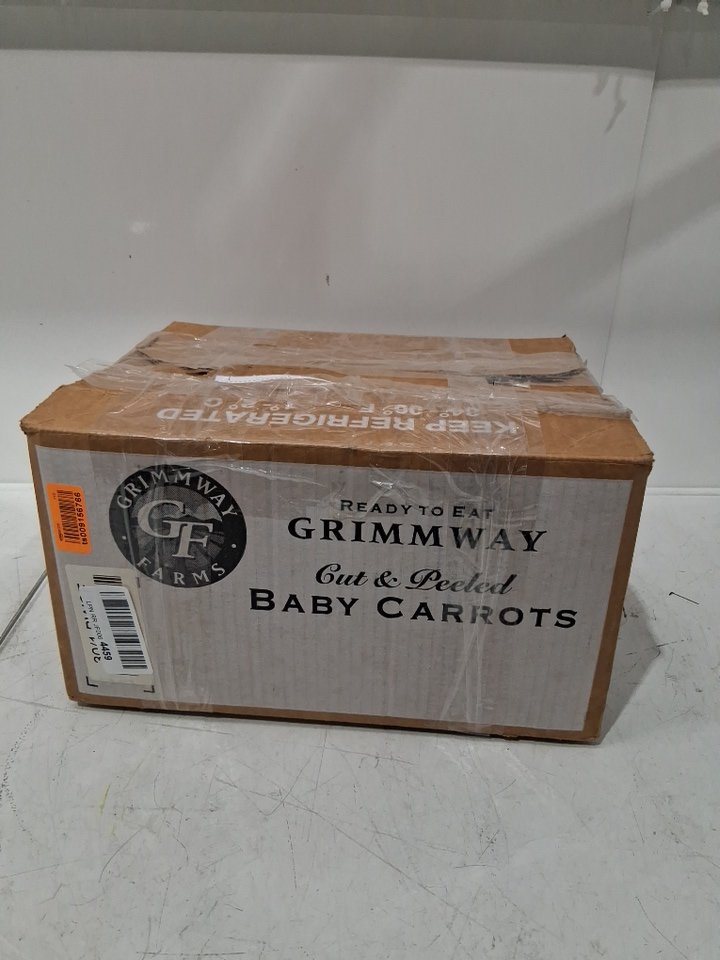 KEEP REFRIGERATED
GRIMMWAY
GF
FARMS
READY TO EAT
GRIMMWAY
Cut & Peeled
BABY CARROTS
4459